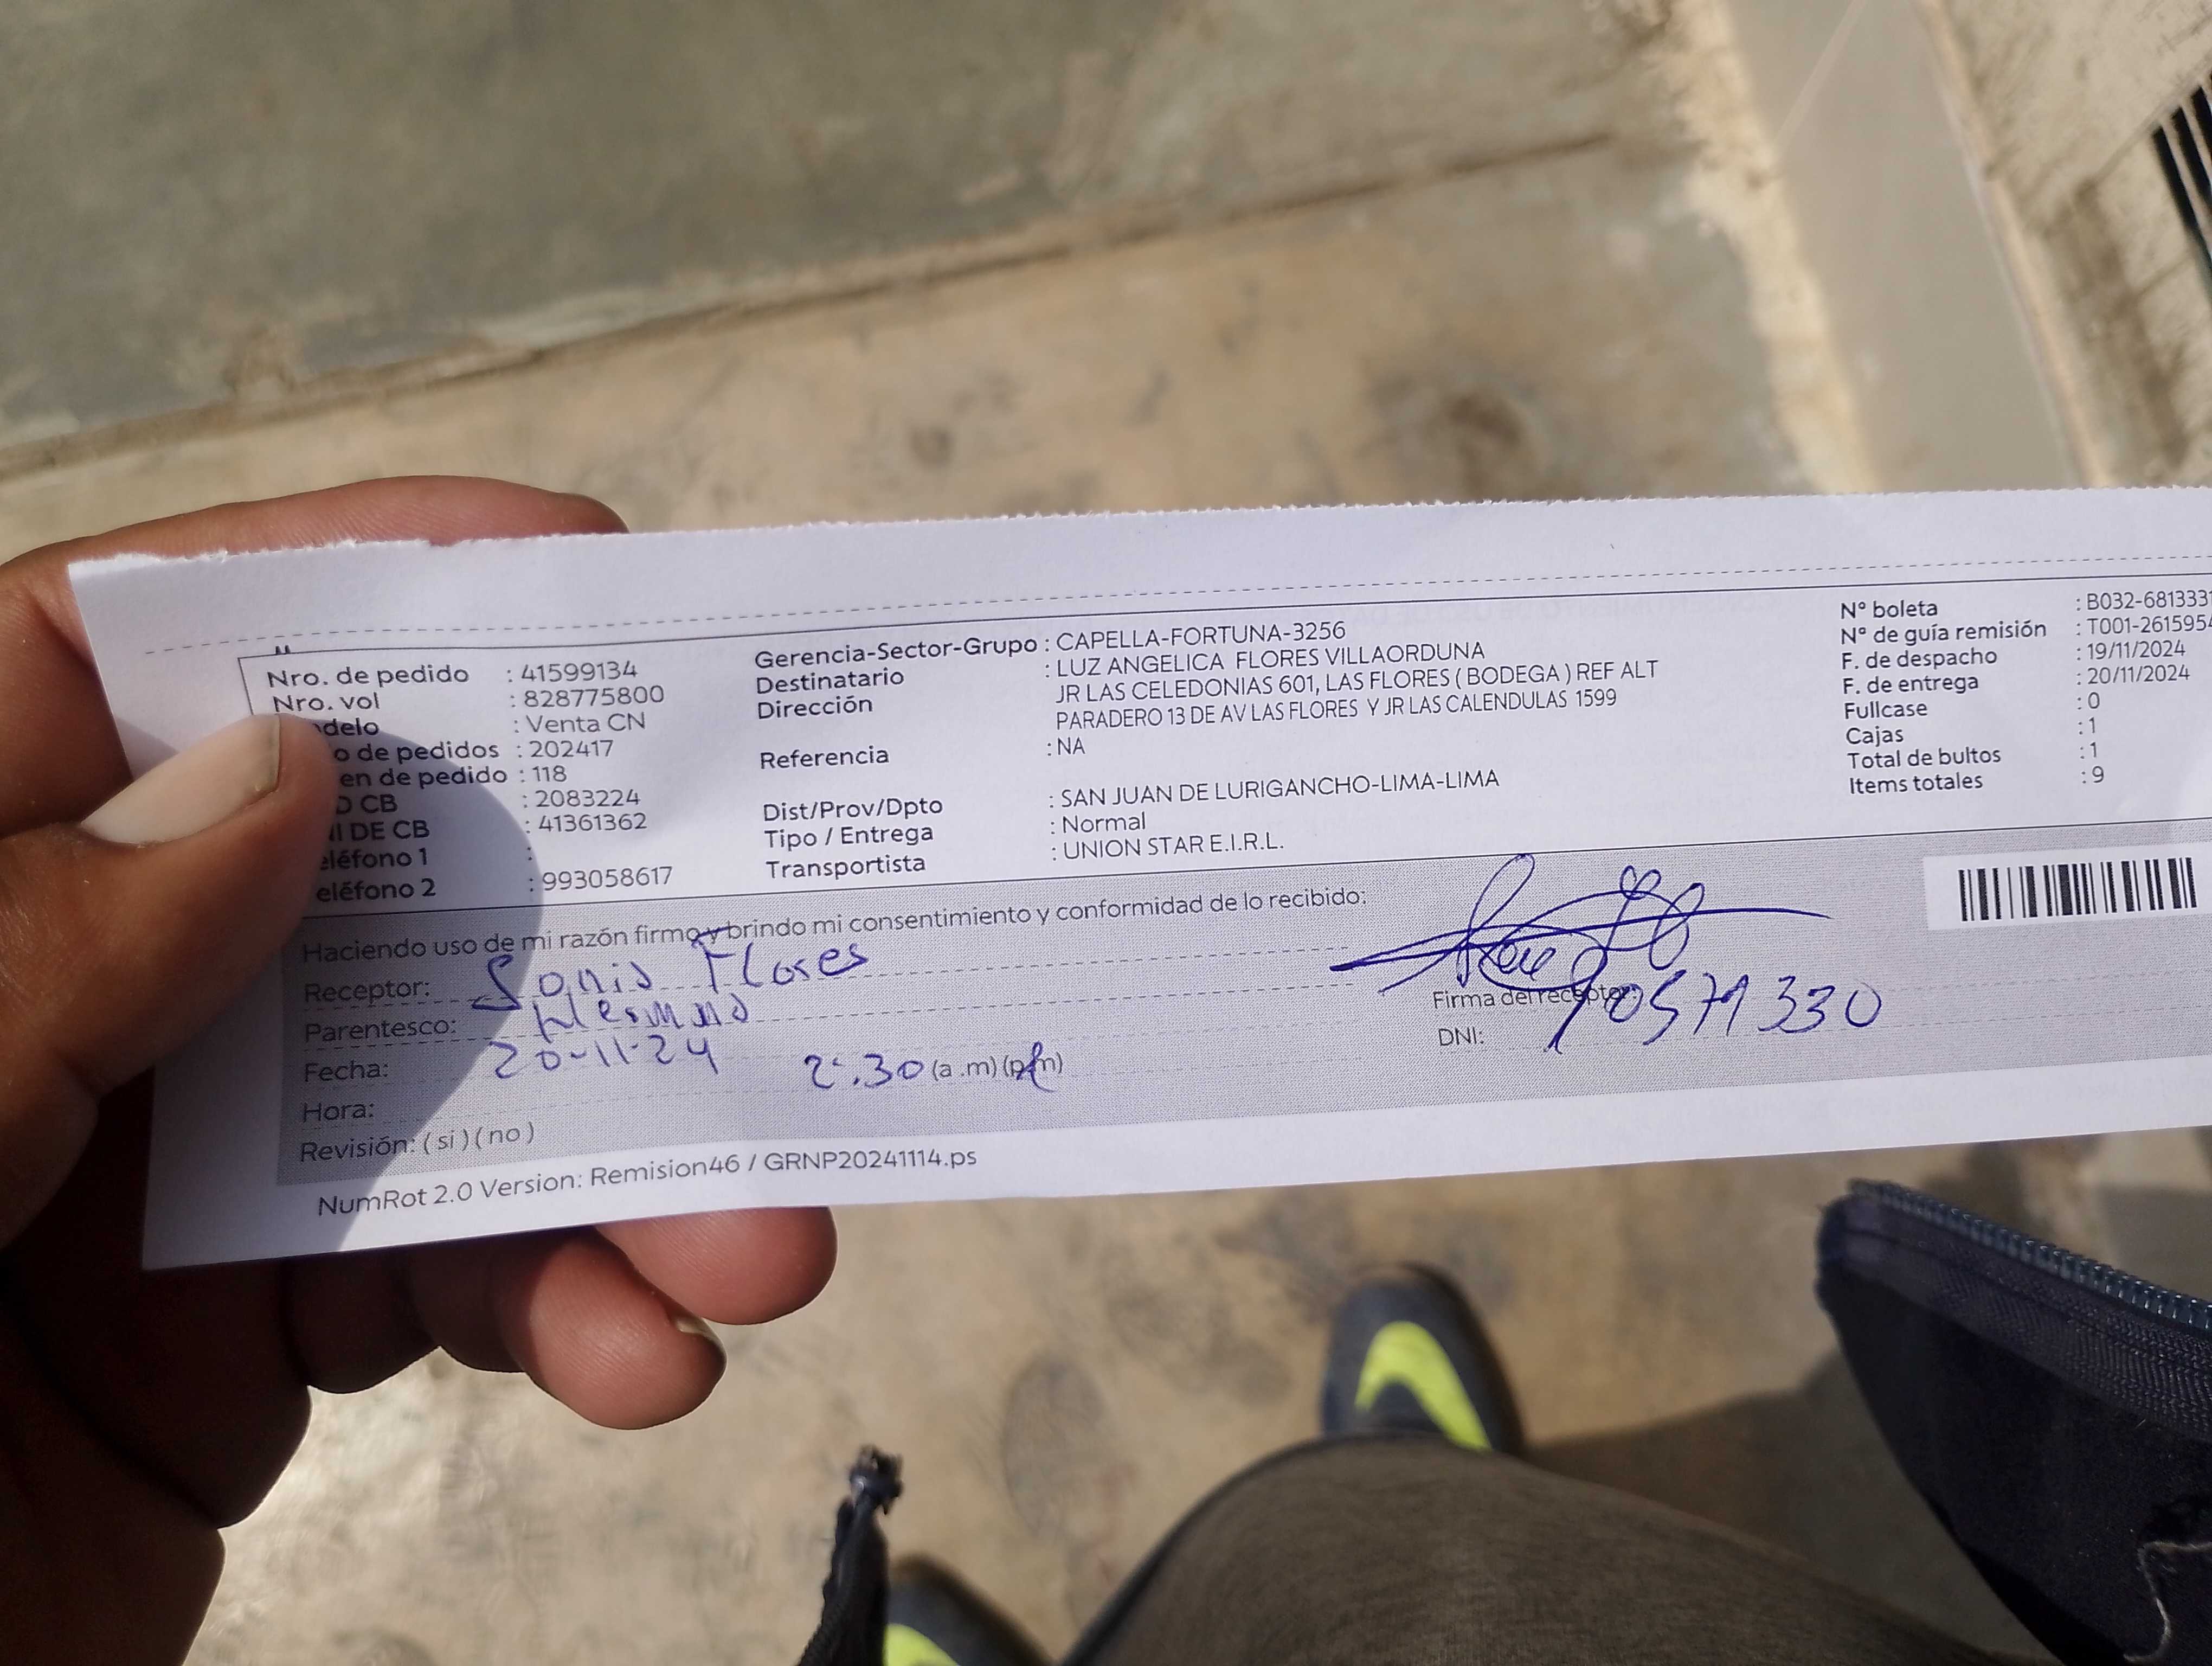 Nro. de pedido : 41599134
Nro. vol : 828775800
delo : Venta CN
o de pedidos : 202417
en de pedido : 118
D CB : 2083224
I DE CB : 41361362
eléfono 1 :
eléfono 2 : 993058617
Gerencia-Sector-Grupo : CAPELLA-FORTUNA-3256
Destinatario : LUZ ANGELICA FLORES VILLAORDUNA
Dirección JR LAS CELEDONIAS 601, LAS FLORES ( BODEGA ) REF ALT
PARADERO 13 DE AV LAS FLORES Y JR LAS CALENDULAS 1599
Referencia : NA
Dist/Prov/Dpto : SAN JUAN DE LURIGANCHO-LIMA-LIMA
Tipo / Entrega : Normal
Transportista : UNION STAR E.I.R.L.
N° boleta : B032-6813331
N° de guía remisión : T001-2615954
F. de despacho : 19/11/2024
F. de entrega : 20/11/2024
Fullcase : 0
Cajas : 1
Total de bultos : 1
Items totales : 9
Haciendo uso de mi razón firmo y brindo mi consentimiento y conformidad de lo recibido:
Receptor: Sonia Flores
Parentesco: Hermana
Fecha: 20-11-24 2:30 (a .m) (p.m)
Hora:
Revisión: ( si ) ( no )
Firma del receptor:
DNI:
NumRot 2.0 Version: Remision46 / GRNP20241114.ps